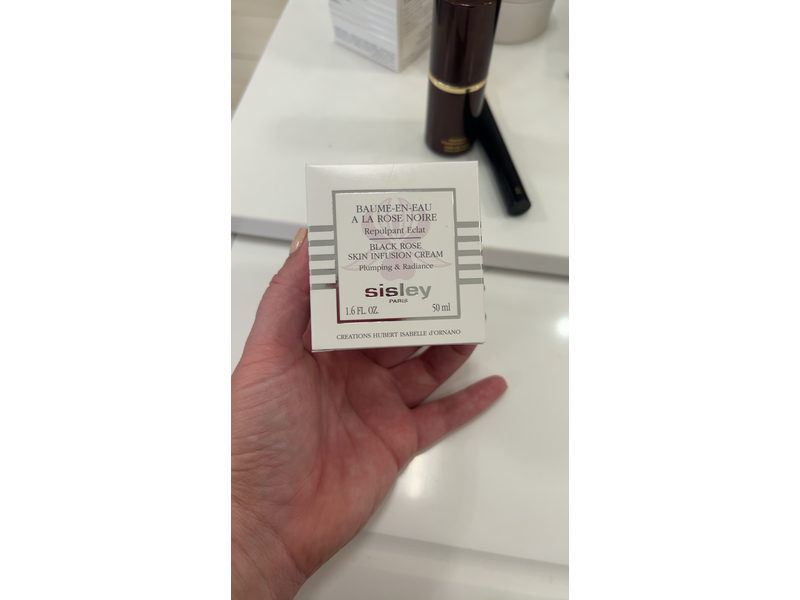 BAUME-EN-EAU
A LA ROSE NOIRE
Repulpant Eclat
BLACK ROSE
SKIN INFUSION CREAM
Plumping & Radiance
sisley
PARIS
1.6 FL. OZ. 50 ml
CREATIONS HUBERT ISABELLE d'ORNANO